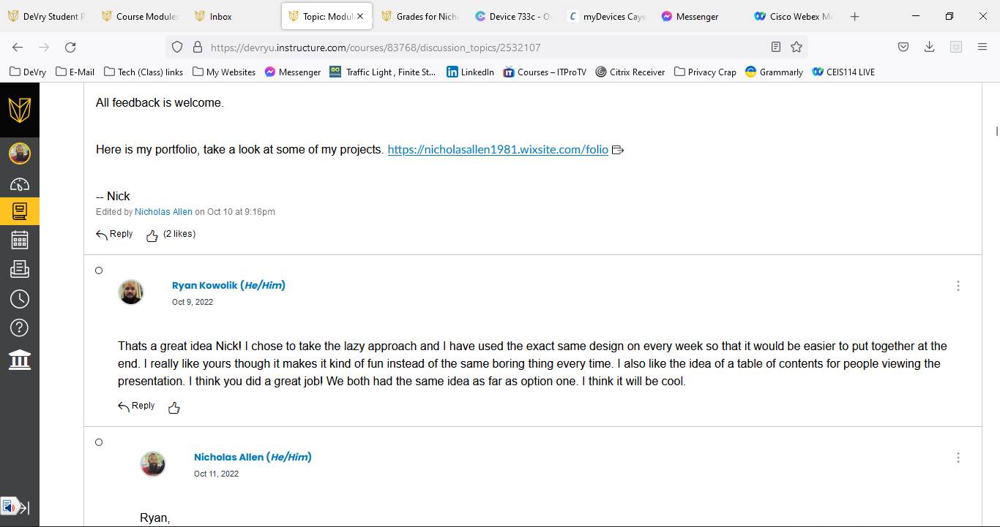 DeVry Student P
Course Modules
Inbox
Topic: Modul
Grades for Nich
Device 733c - O
myDevices Caye
Messenger
Cisco Webex M
https://devryu.instructure.com/courses/83768/discussion_topics/2532107
DeVry
E-Mail
Tech (Class) links
My Websites
Messenger
Traffic Light , Finite St...
LinkedIn
Courses – ITProTV
Citrix Receiver
Privacy Crap
Grammarly
CEIS114 LIVE
All feedback is welcome.
Here is my portfolio, take a look at some of my projects. https://nicholasallen1981.wixsite.com/folio
-- Nick
Edited by Nicholas Allen on Oct 10 at 9:16pm
Reply (2 likes)
Ryan Kowolik (He/Him)
Oct 9, 2022
Thats a great idea Nick! I chose to take the lazy approach and I have used the exact same design on every week so that it would be easier to put together at the
end. I really like yours though it makes it kind of fun instead of the same boring thing every time. I also like the idea of a table of contents for people viewing the
presentation. I think you did a great job! We both had the same idea as far as option one. I think it will be cool.
Reply
Nicholas Allen (He/Him)
Oct 11, 2022
Ryan,